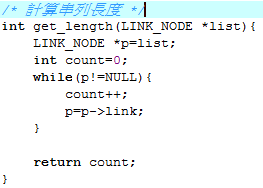 /* 計算串列長度 */
int get_length(LINK_NODE *list){
    LINK_NODE *p=list;
    int count=0;
    while(p!=NULL){
        count++;
        p=p->link;
    }

    return count;
}